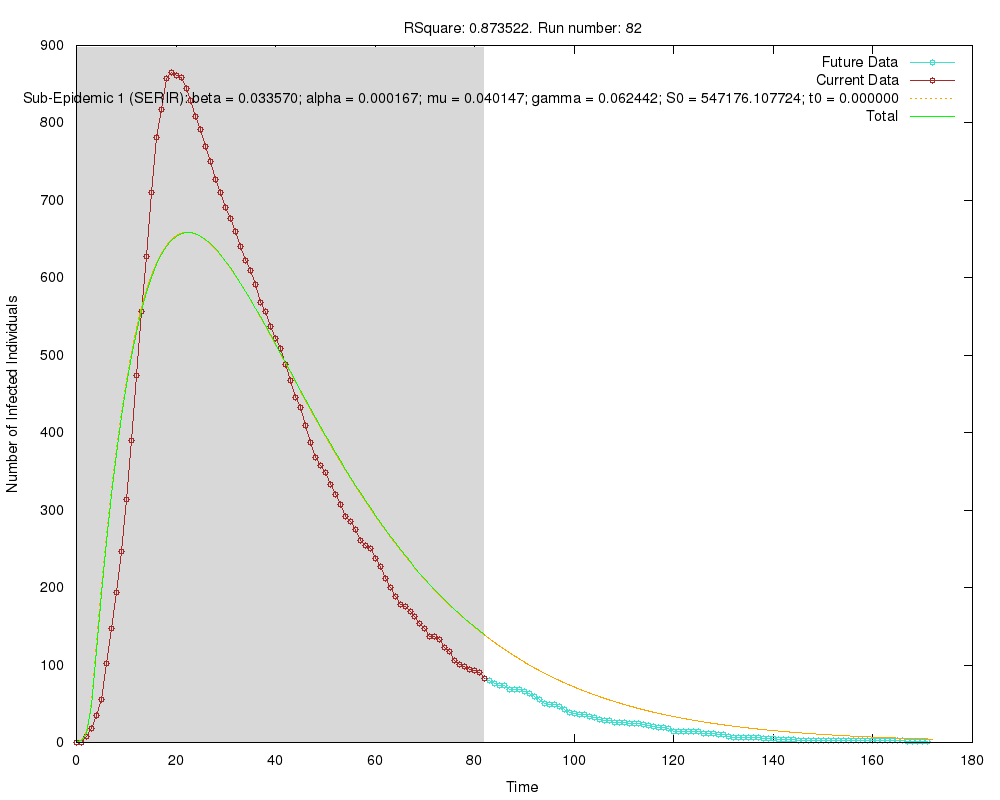 RSquare: 0.873522. Run number: 82
Future Data
Current Data
Sub-Epidemic 1 (SERIR): beta = 0.033570; alpha = 0.000167; mu = 0.040147; gamma = 0.062442; S0 = 547176.107724; t0 = 0.000000
Total
Number of Infected Individuals
900
800
700
600
500
400
300
200
100
0
0 20 40 60 80 100 120 140 160 180
Time